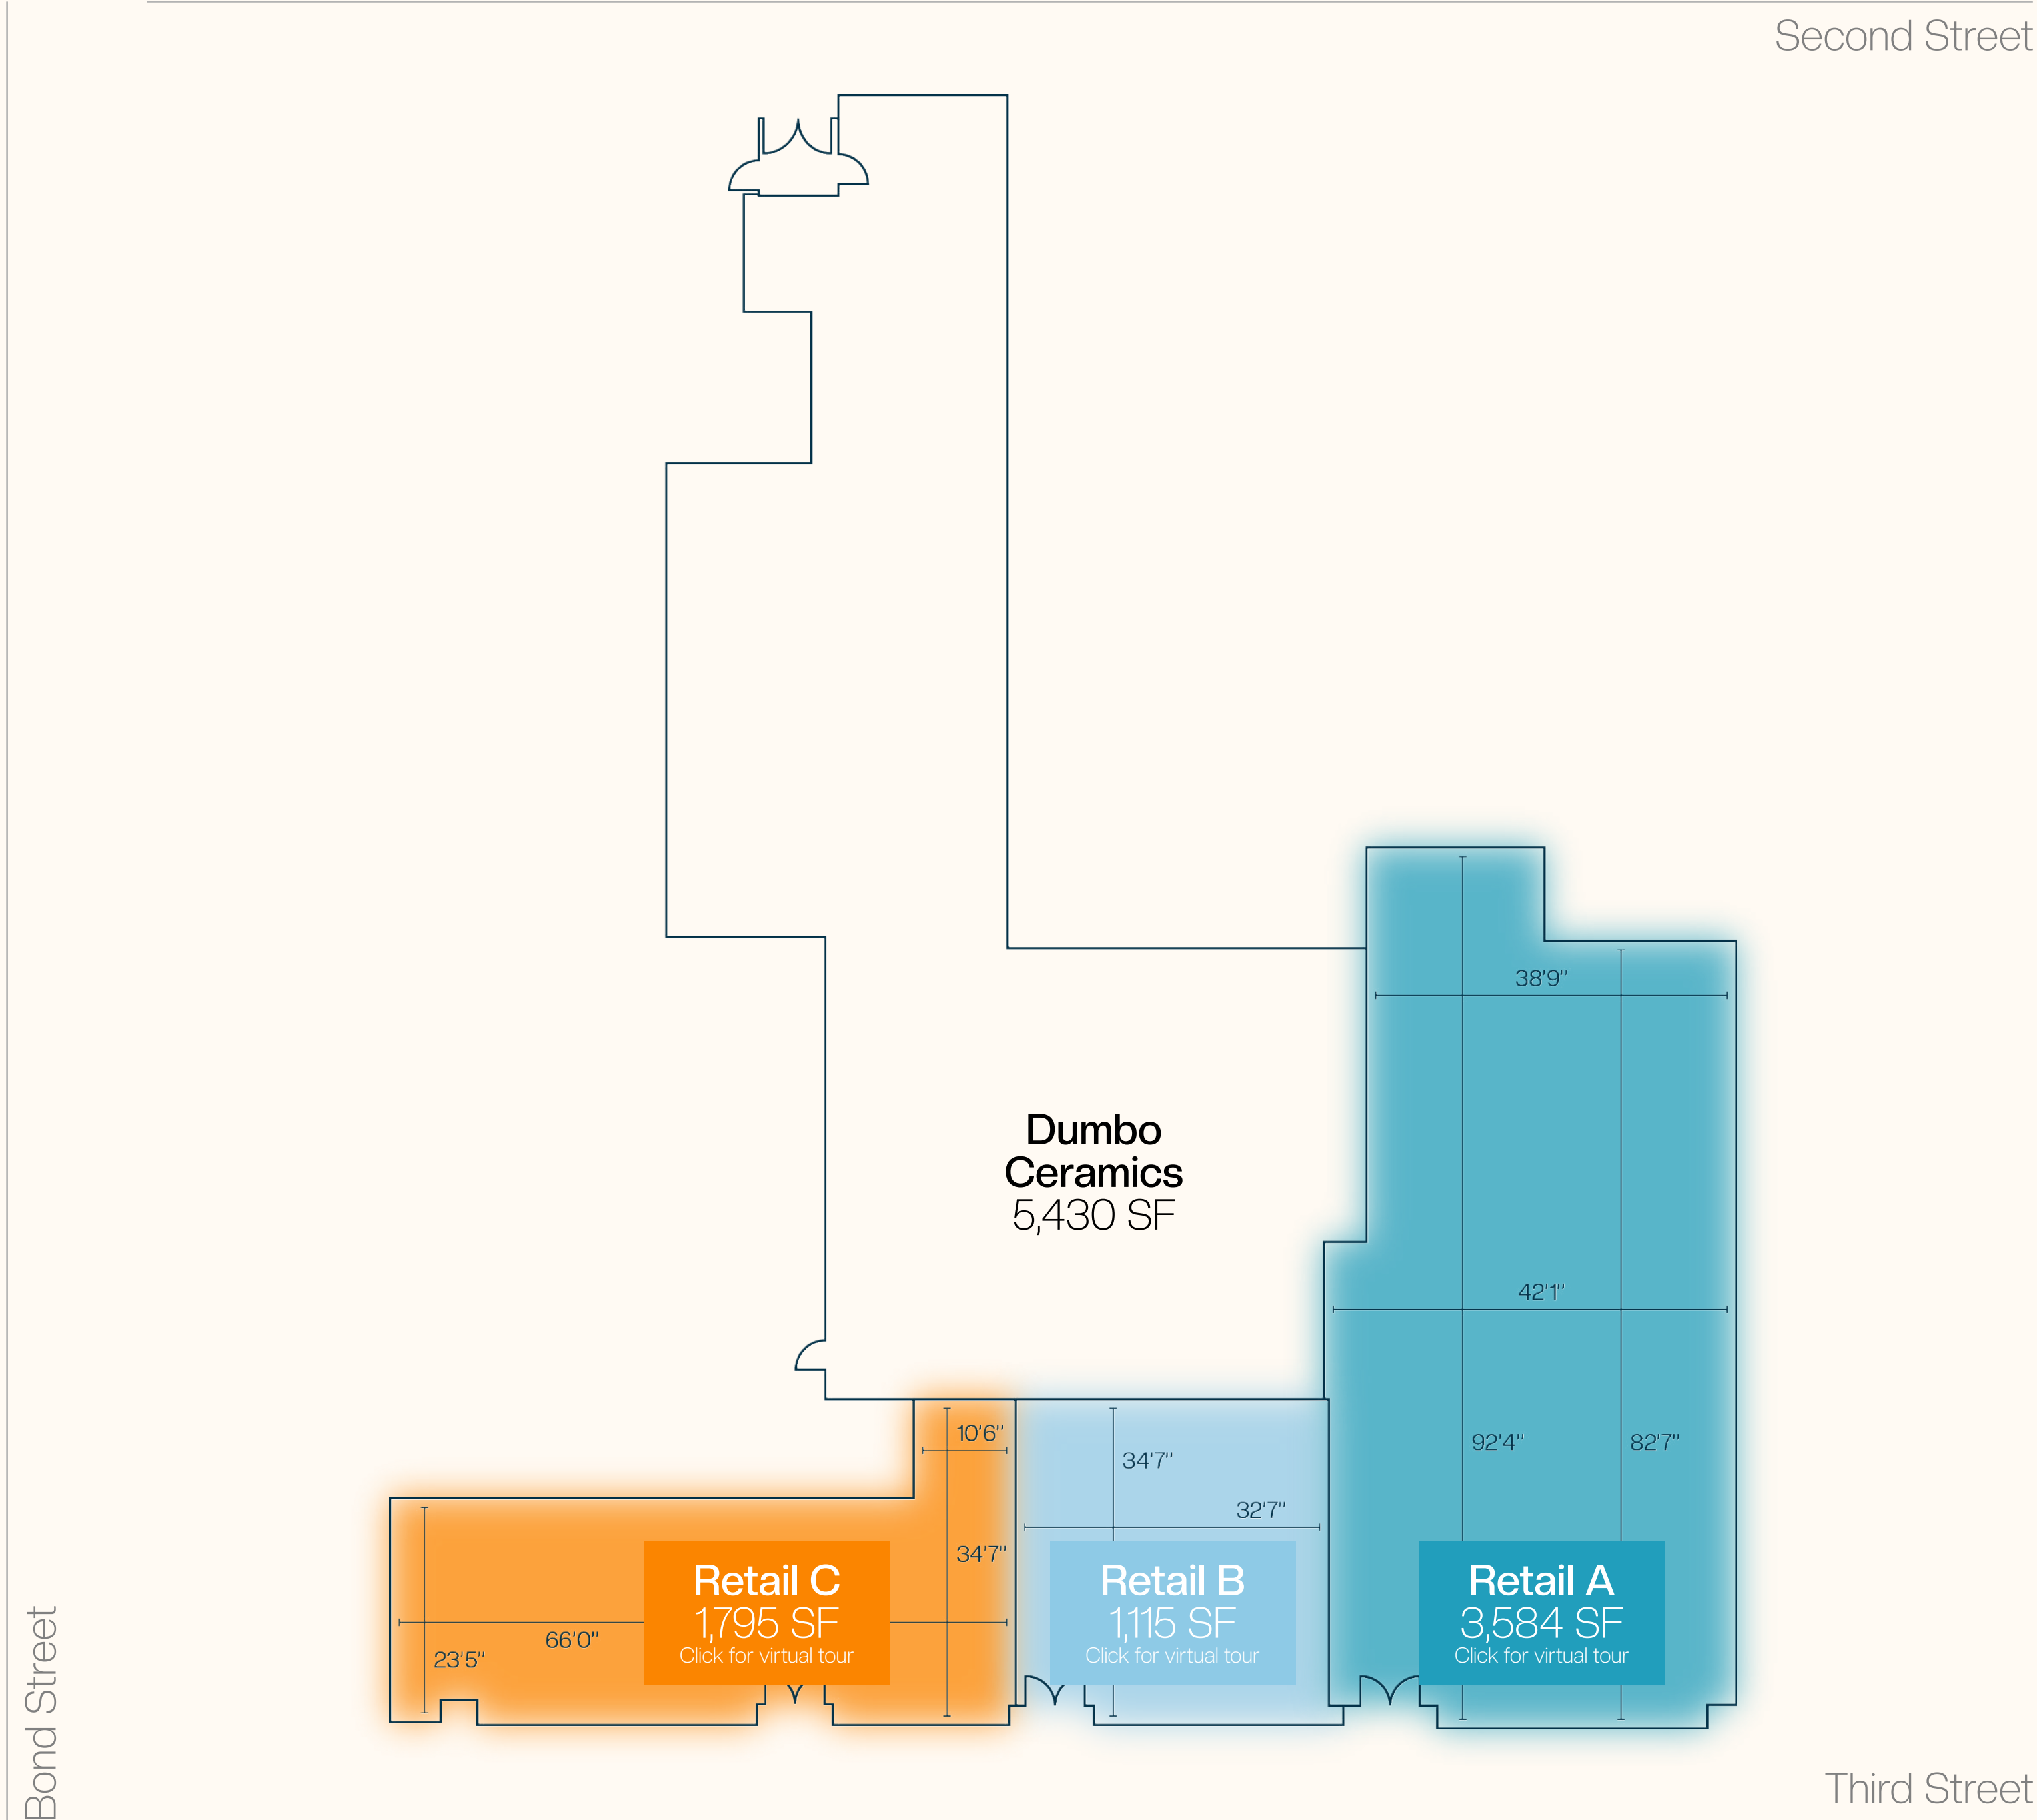 Second Street
38'9"
Dumbo
Ceramics
5,430 SF
42'1"
10'6"
34'7"
92'4"
82'7"
32'7"
34'7"
Retail C
1,795 SF
Click for virtual tour
Retail B
1,115 SF
Click for virtual tour
Retail A
3,584 SF
Click for virtual tour
66'0"
23'5"
Bond Street
Third Street